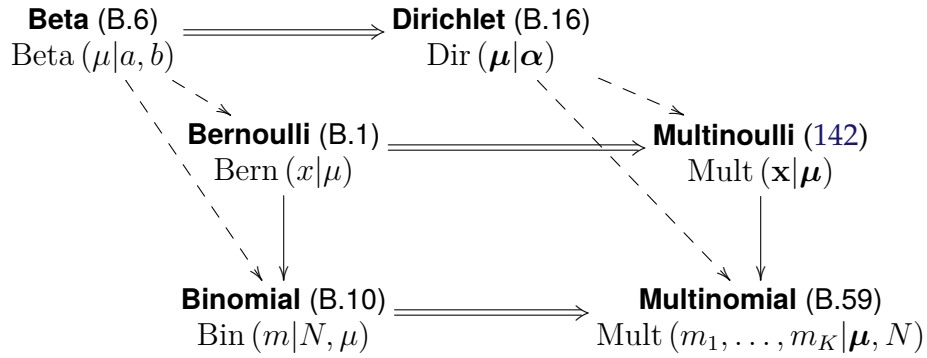 Beta (B.6) Dirichlet (B.16)
Beta (μ|a, b) Dir (μ|α)
Bernoulli (B.1) Multinoulli (142)
Bern (x|μ) Mult (x|μ)
Binomial (B.10) Multinomial (B.59)
Bin (m|N, μ) Mult (m₁, . . . , m_K|μ, N)